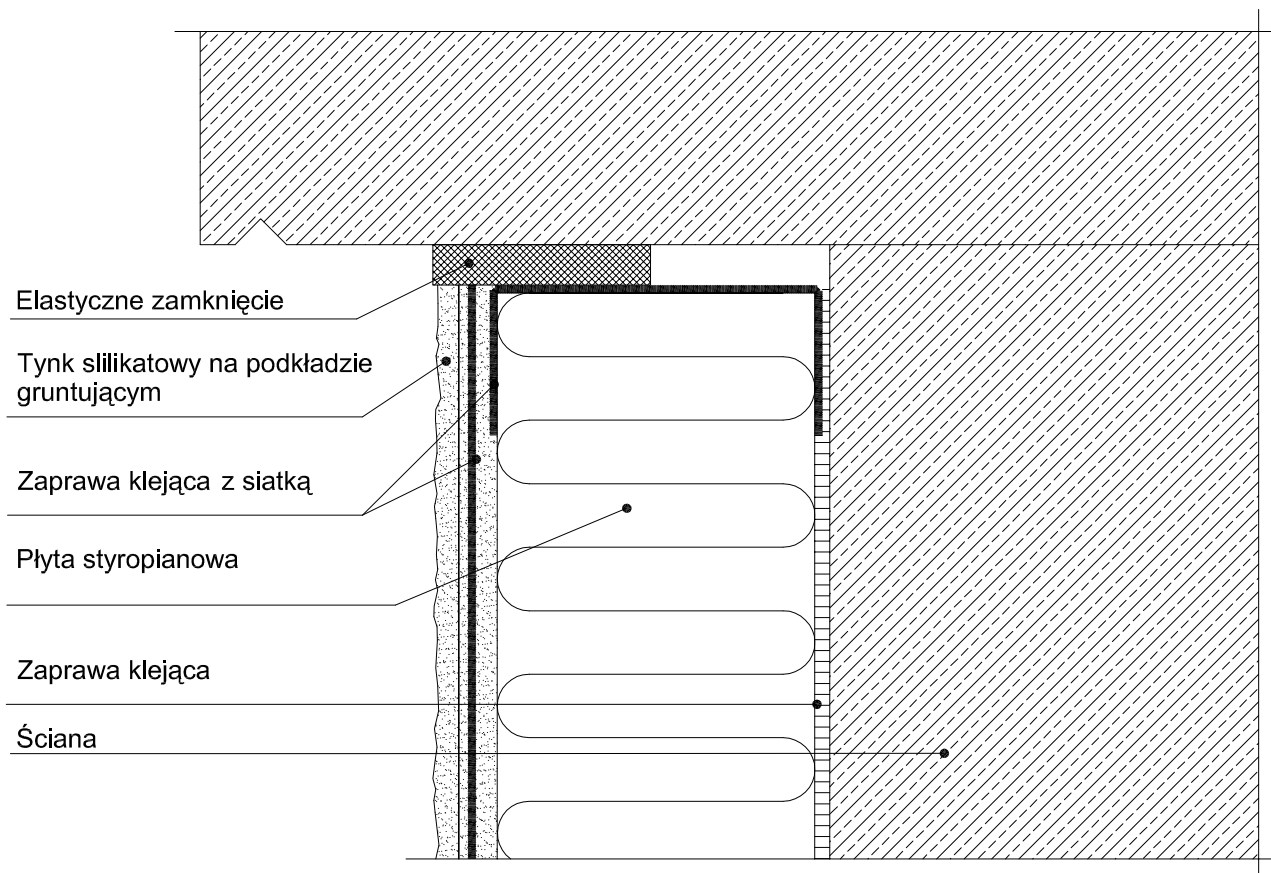 Elastyczne zamknięcie
Tynk slilikatowy na podkładzie
gruntującym
Zaprawa klejąca z siatką
Płyta styropianowa
Zaprawa klejąca
Ściana